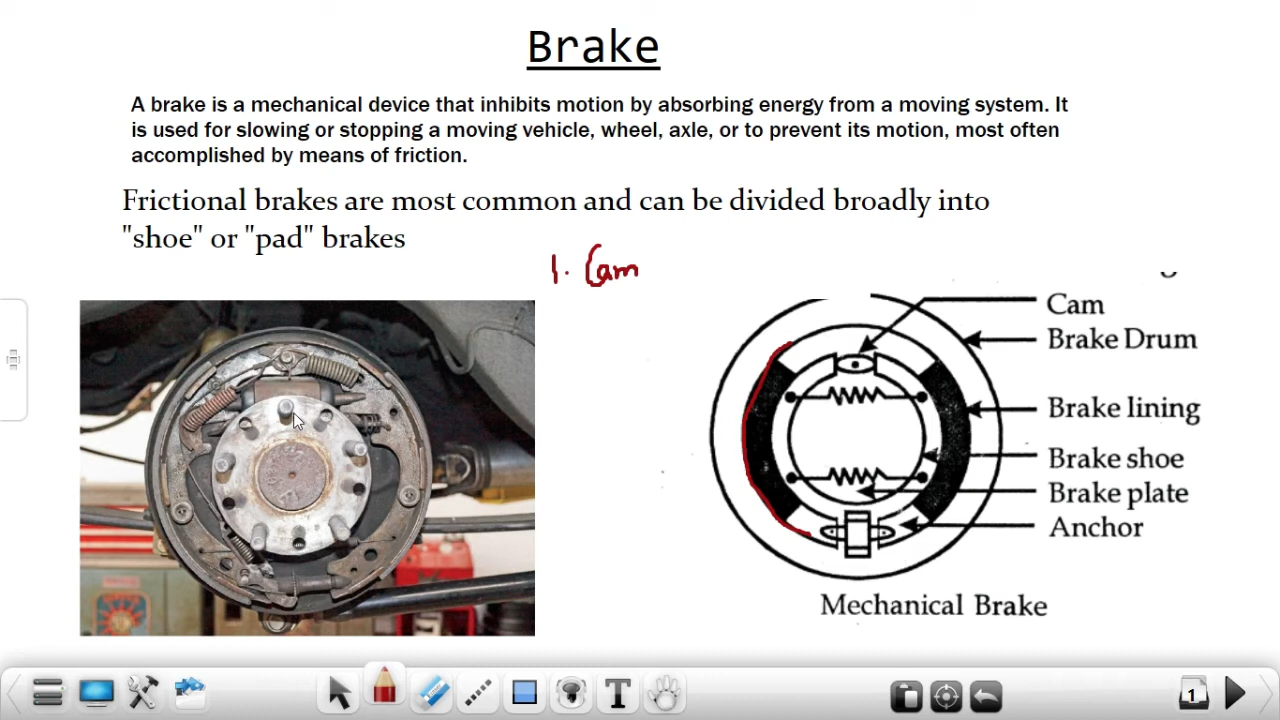 Brake
A brake is a mechanical device that inhibits motion by absorbing energy from a moving system. It
is used for slowing or stopping a moving vehicle, wheel, axle, or to prevent its motion, most often
accomplished by means of friction.
Frictional brakes are most common and can be divided broadly into
"shoe" or "pad" brakes
1. Cam
Cam
Brake Drum
Brake lining
Brake shoe
Brake plate
Anchor
Mechanical Brake
1